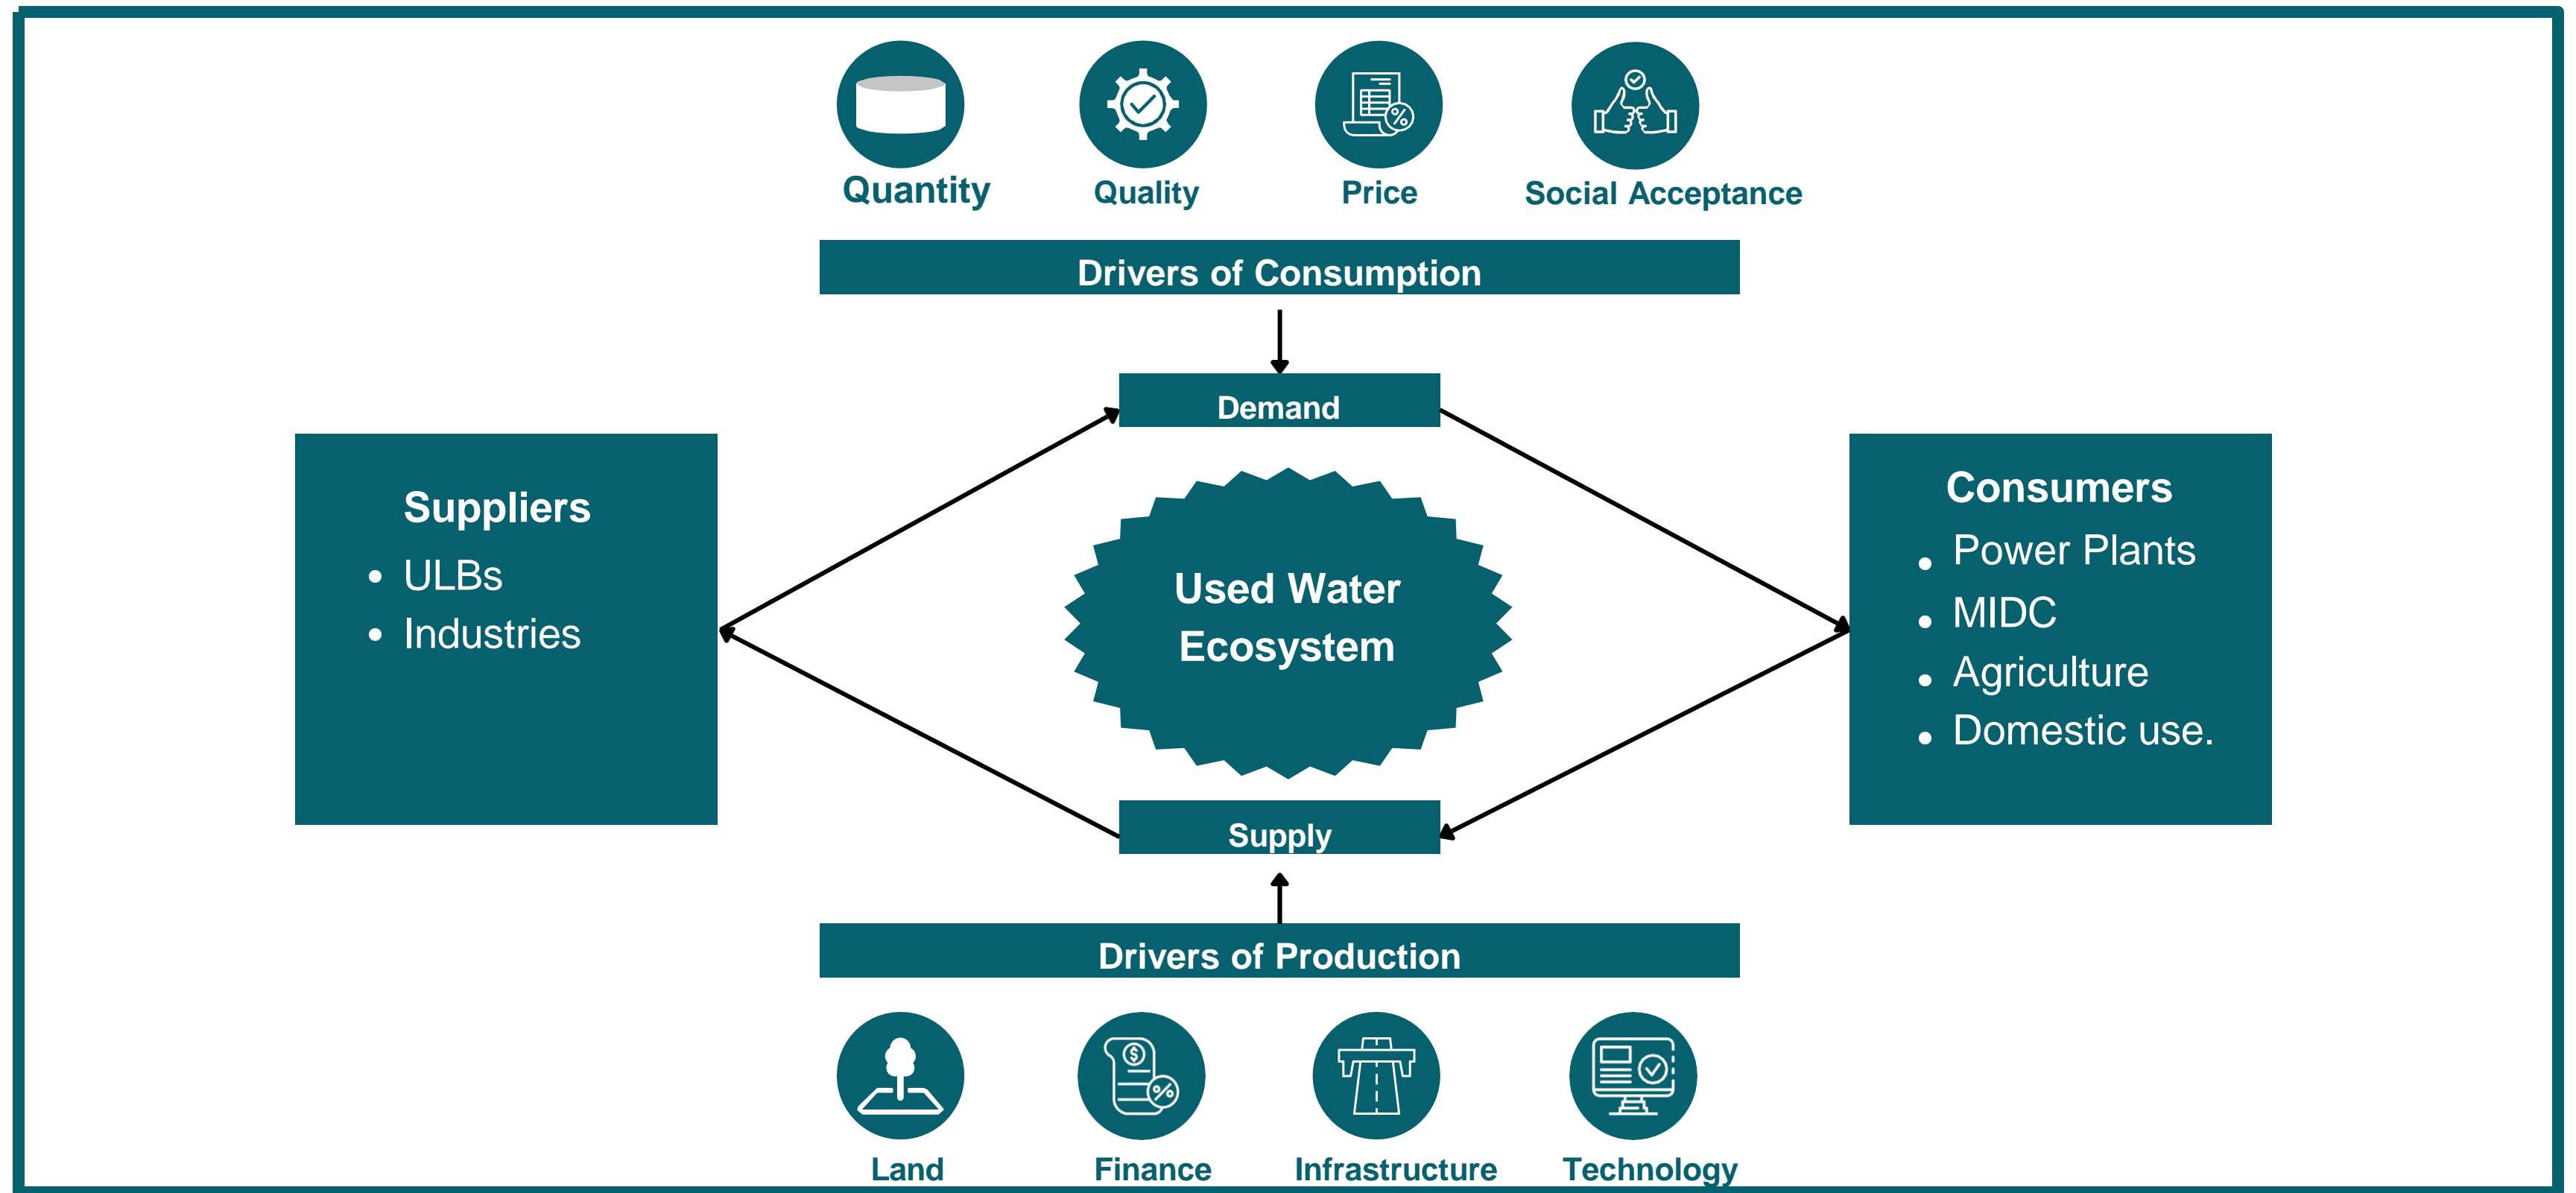 Quantity
Quality
Price
Social Acceptance
Drivers of Consumption
Demand
Suppliers
• ULBs
• Industries
Used Water
Ecosystem
Consumers
• Power Plants
• MIDC
• Agriculture
• Domestic use.
Supply
Drivers of Production
Land
Finance
Infrastructure
Technology